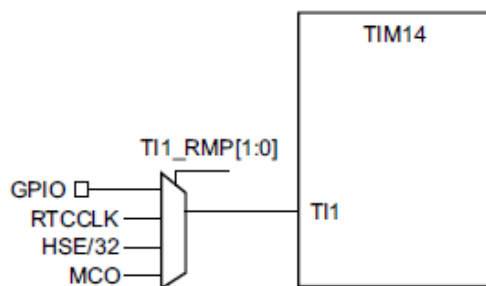 TIM14
TI1_RMP[1:0]
GPIO
RTCCLK
TI1
HSE/32
MCO